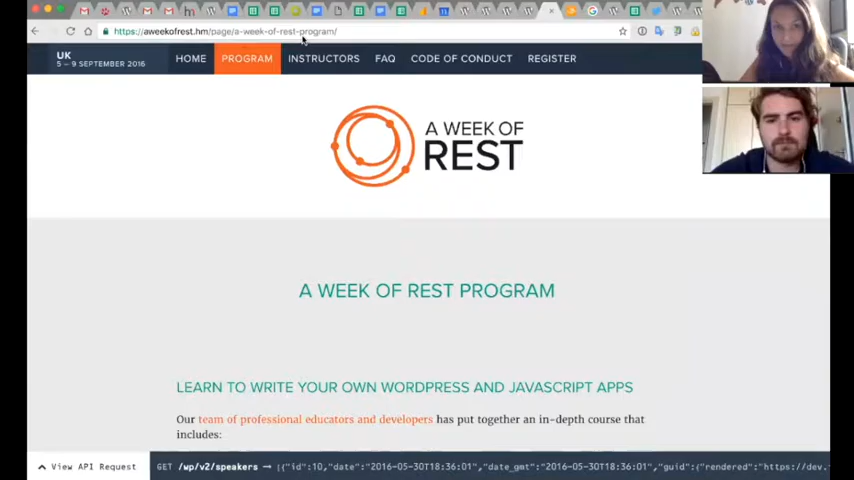 https://aweekofrest.hm/page/a-week-of-rest-program/
UK
5 – 9 SEPTEMBER 2016
HOME
PROGRAM
INSTRUCTORS
FAQ
CODE OF CONDUCT
REGISTER
A WEEK OF
REST
A WEEK OF REST PROGRAM
LEARN TO WRITE YOUR OWN WORDPRESS AND JAVASCRIPT APPS
Our team of professional educators and developers has put together an in-depth course that
includes:
View API Request
GET /wp/v2/speakers → [{"id":10,"date":"2016-05-30T18:36:01","date_gmt":"2016-05-30T18:36:01","guid":{"rendered":"https://dev.